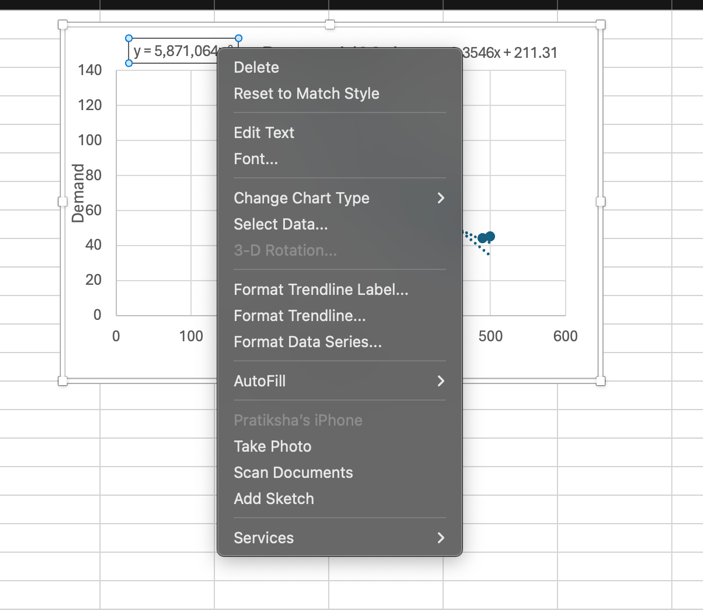 y = 5,871,064
3546x + 211.31
140
120
100
80
60
40
20
0
Demand
0
100
500
600
Delete
Reset to Match Style
Edit Text
Font...
Change Chart Type
Select Data...
3-D Rotation...
Format Trendline Label...
Format Trendline...
Format Data Series...
AutoFill
Pratiksha's iPhone
Take Photo
Scan Documents
Add Sketch
Services